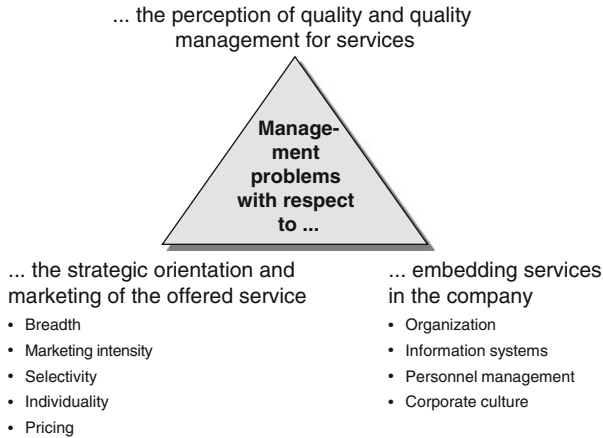 ... the perception of quality and quality
management for services
Manage-
ment
problems
with respect
to ...
... the strategic orientation and
marketing of the offered service
• Breadth
• Marketing intensity
• Selectivity
• Individuality
• Pricing
... embedding services
in the company
• Organization
• Information systems
• Personnel management
• Corporate culture